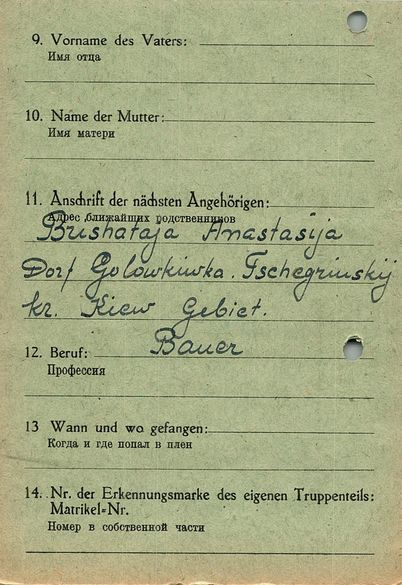 9. Vorname des Vaters:
Имя отца
10. Name der Mutter:
Имя матери
11. Anschrift der nächsten Angehörigen:
Адрес ближайших родственников
Brishataja Anastasija
Dorf Golowkiwka. Tschegrinskij
kr. Kiew Gebiet.
12. Beruf: Bauer
Профессия
13 Wann und wo gefangen:
Когда и где попал в плен
14. Nr. der Erkennungsmarke des eigenen Truppenteils:
Matrikel-Nr.
Номер в собственной части